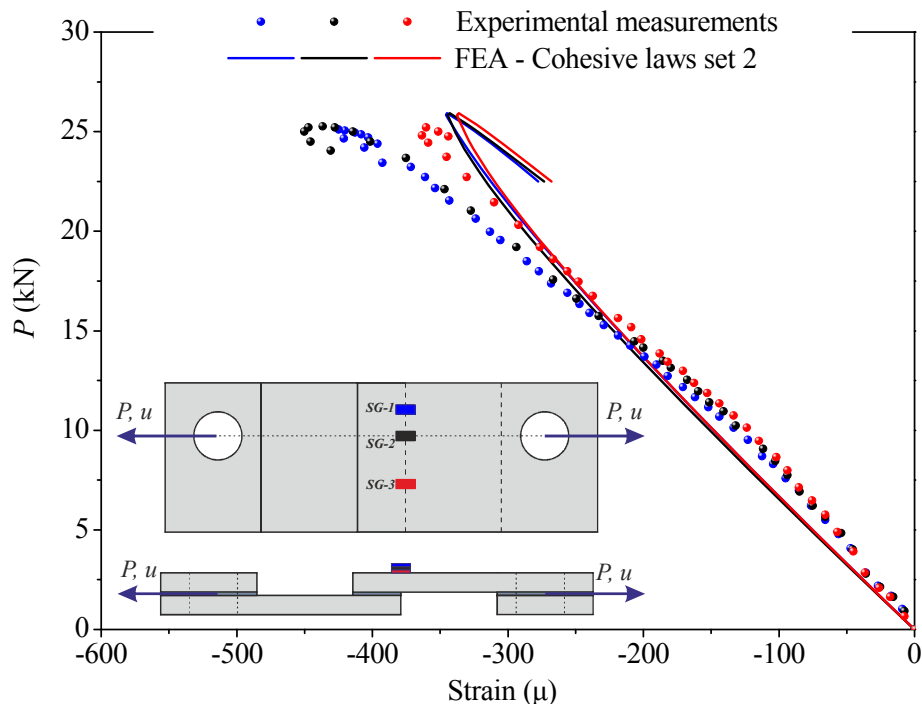 Experimental measurements
FEA - Cohesive laws set 2
30
25
20
15
10
5
0
P (kN)
SG-1
P, u
P, u
SG-2
SG-3
P, u
P, u
-600
-500
-400
-300
-200
-100
0
Strain (μ)